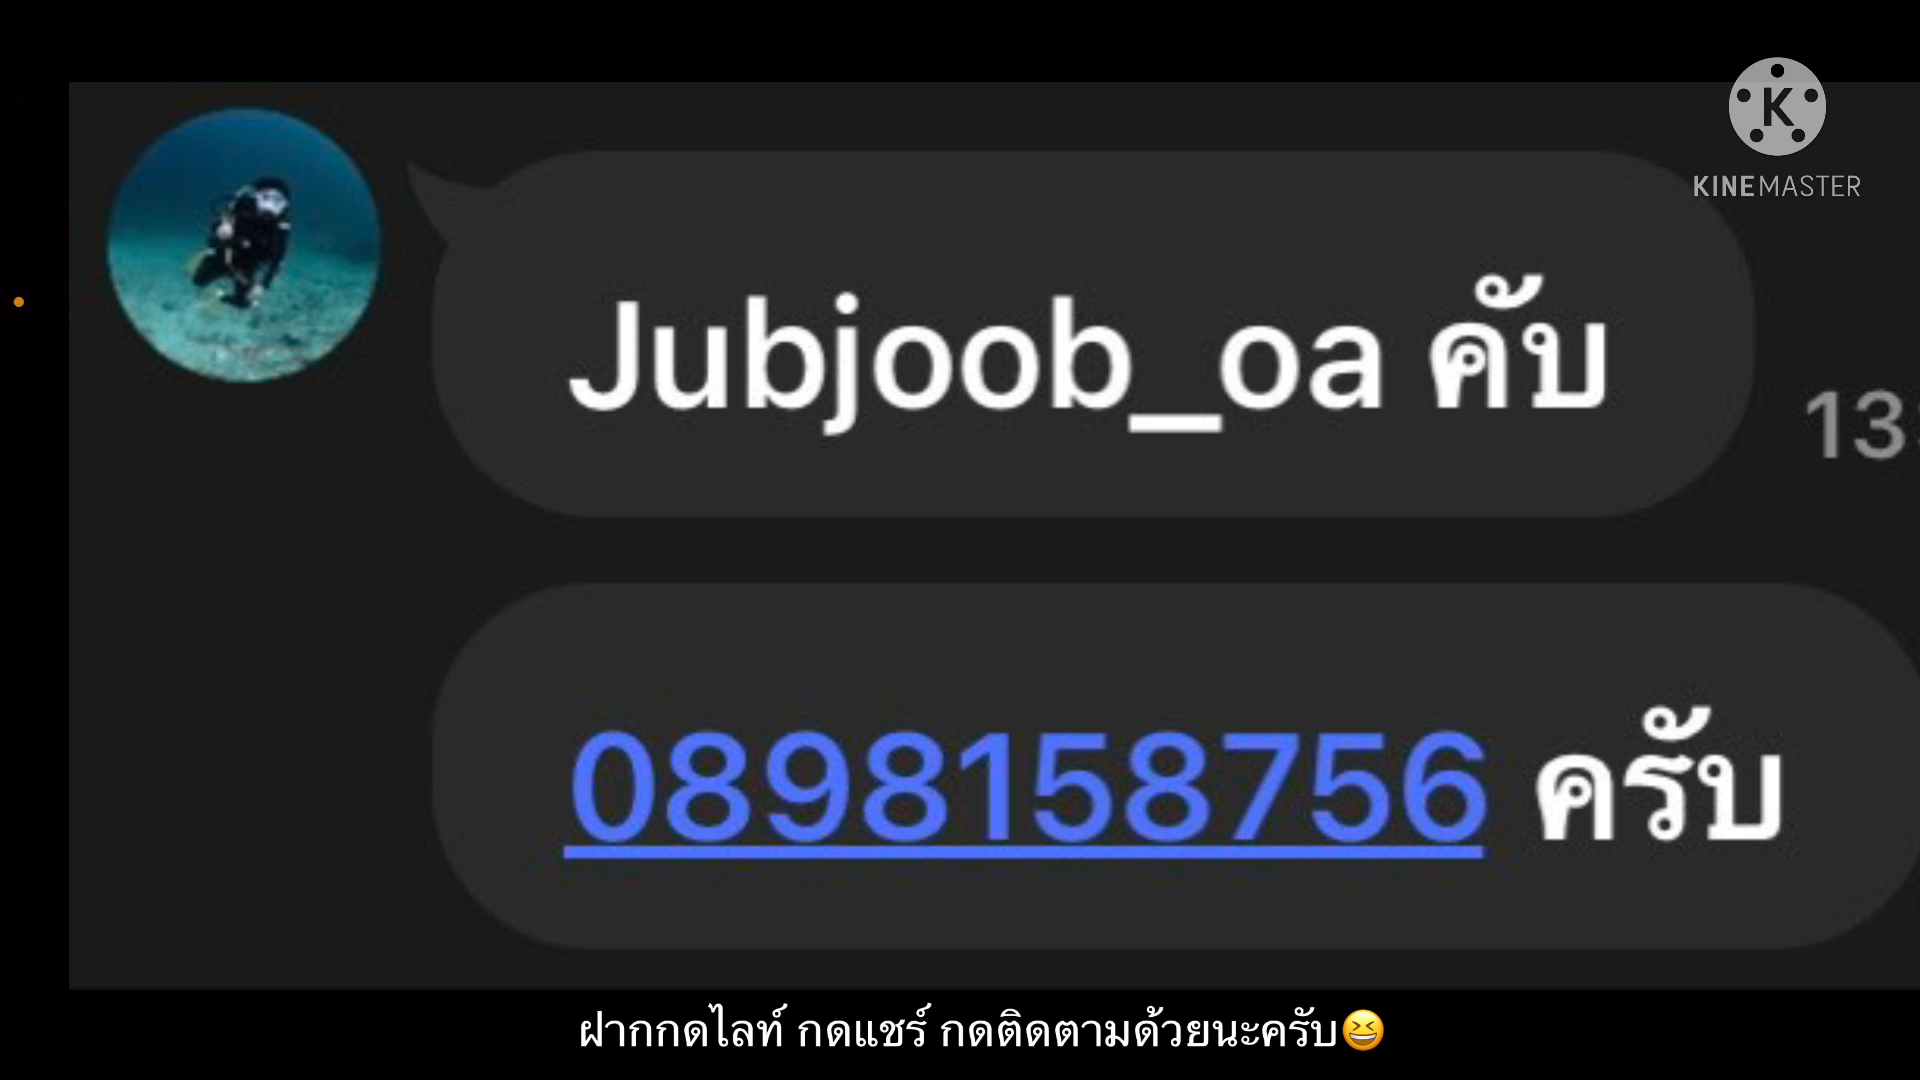 K
KINEMASTER
Jubjoob_oa คับ
13:
0898158756 ครับ
ฝากกดไลท์ กดแชร์ กดติดตามด้วยนะครับ😆